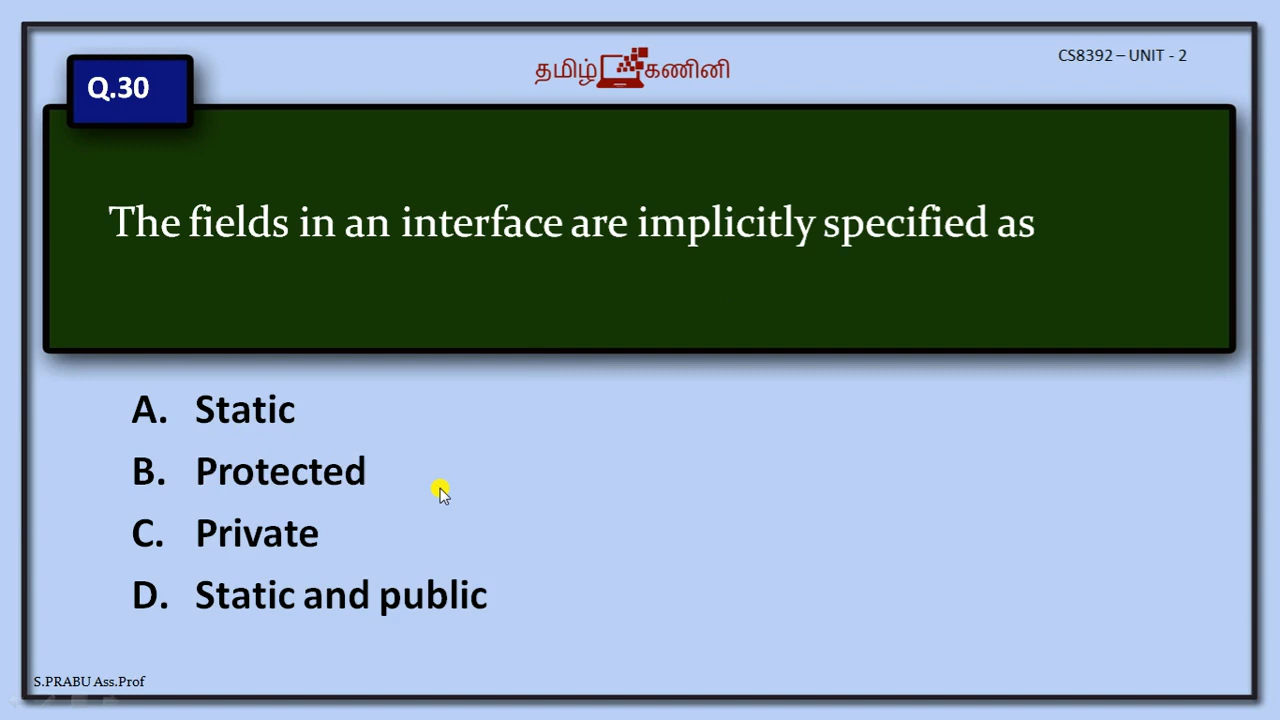 CS8392 – UNIT - 2
தமிழ் கணினி
Q.30
The fields in an interface are implicitly specified as
A. Static
B. Protected
C. Private
D. Static and public
S.PRABU Ass.Prof